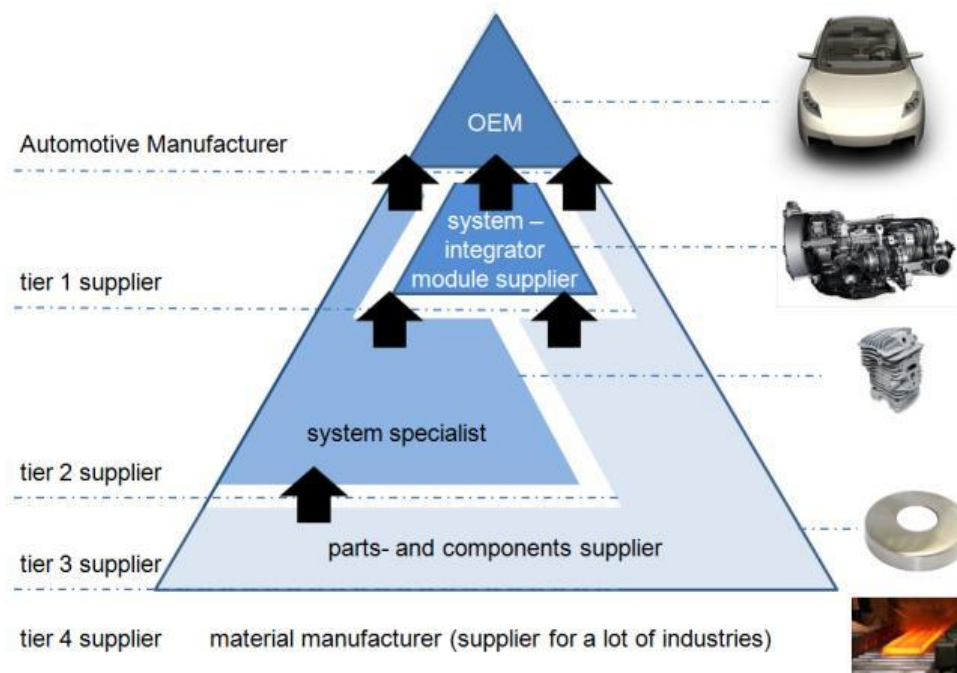 OEM
Automotive Manufacturer
system –
integrator
module supplier
tier 1 supplier
system specialist
tier 2 supplier
parts- and components supplier
tier 3 supplier
tier 4 supplier material manufacturer (supplier for a lot of industries)